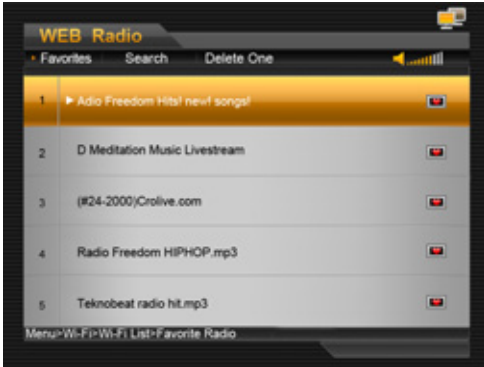 WEB Radio
Favorites Search Delete One
1 Adio Freedom Hits! new! songs!
2 D Meditation Music Livestream
3 (#24-2000)Crolive.com
4 Radio Freedom HIPHOP.mp3
5 Teknobeat radio hit.mp3
Menu>Wi-Fi>Wi-Fi List>Favorite Radio